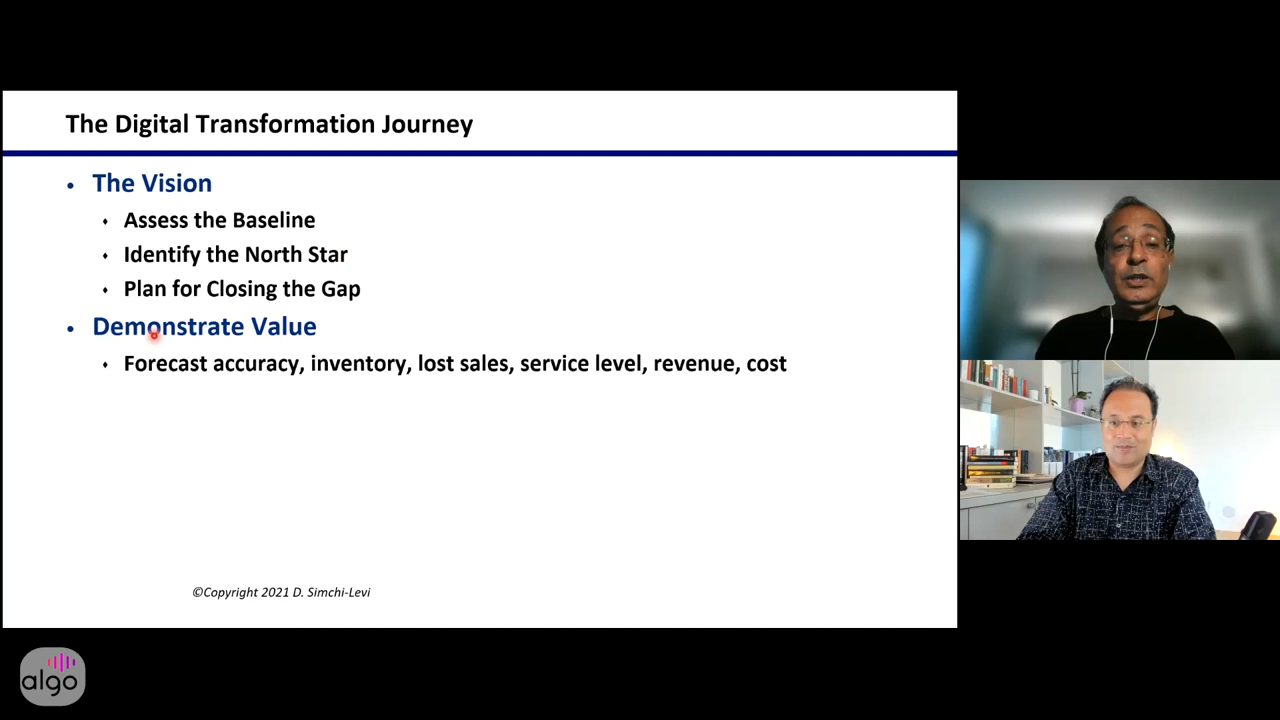 The Digital Transformation Journey
• The Vision
♦ Assess the Baseline
♦ Identify the North Star
♦ Plan for Closing the Gap
• Demonstrate Value
♦ Forecast accuracy, inventory, lost sales, service level, revenue, cost
©Copyright 2021 D. Simchi-Levi
algo